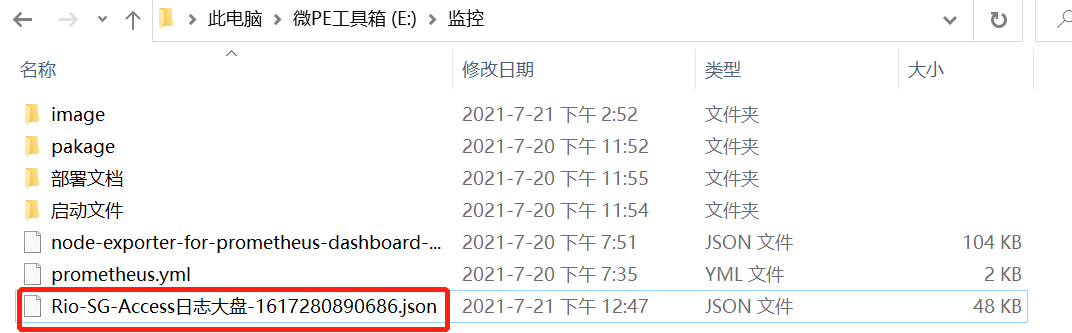 此电脑 > 微PE工具箱 (E:) > 监控
名称 修改日期 类型 大小
image 2021-7-21 下午 2:52 文件夹
pakage 2021-7-20 下午 11:52 文件夹
部署文档 2021-7-20 下午 11:55 文件夹
启动文件 2021-7-20 下午 11:54 文件夹
node-exporter-for-prometheus-dashboard-... 2021-7-20 下午 7:51 JSON 文件 104 KB
prometheus.yml 2021-7-20 下午 7:35 YML 文件 2 KB
Rio-SG-Access日志大盘-1617280890686.json 2021-7-21 下午 12:47 JSON 文件 48 KB